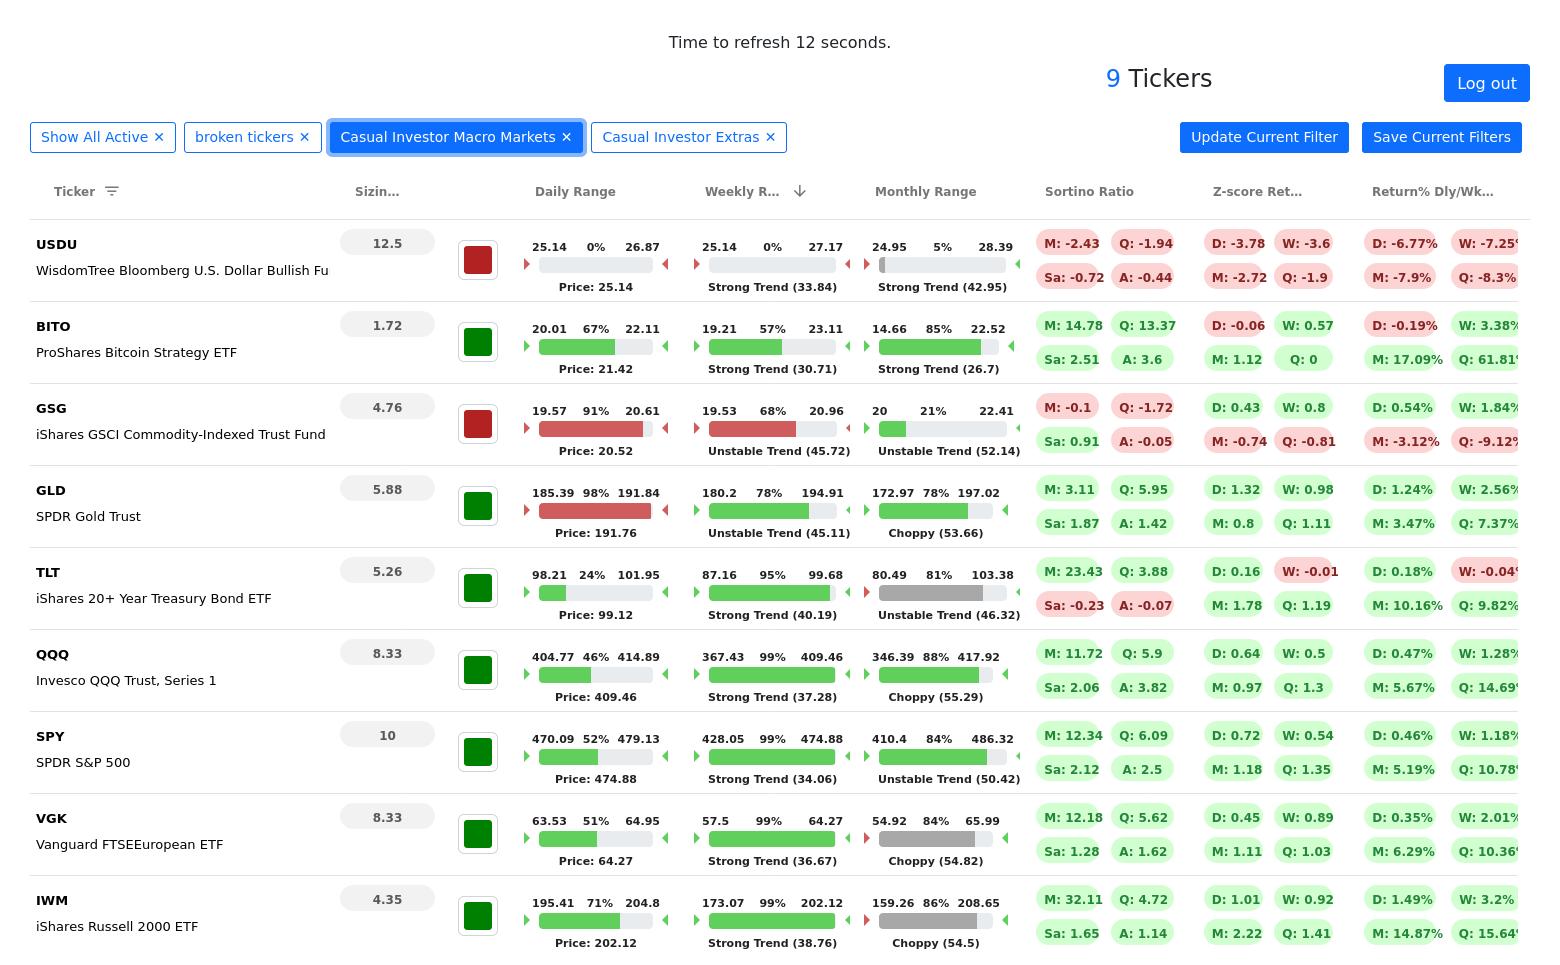 Time to refresh 12 seconds.
9 Tickers
Log out
Show All Active ✕ broken tickers ✕ Casual Investor Macro Markets ✕ Casual Investor Extras ✕ Update Current Filter Save Current Filters
Ticker Sizin... Daily Range Weekly R... Monthly Range Sortino Ratio Z-score Ret... Return% Dly/Wk...
USDU 12.5 25.14 0% 26.87 25.14 0% 27.17 24.95 5% 28.39 M: -2.43 Q: -1.94 D: -3.78 W: -3.6 D: -6.77% W: -7.25%
WisdomTree Bloomberg U.S. Dollar Bullish Fu Price: 25.14 Strong Trend (33.84) Strong Trend (42.95) Sa: -0.72 A: -0.44 M: -2.72 Q: -1.9 M: -7.9% Q: -8.3%
BITO 1.72 20.01 67% 22.11 19.21 57% 23.11 14.66 85% 22.52 M: 14.78 Q: 13.37 D: -0.06 W: 0.57 D: -0.19% W: 3.38%
ProShares Bitcoin Strategy ETF Price: 21.42 Strong Trend (30.71) Strong Trend (26.7) Sa: 2.51 A: 3.6 M: 1.12 Q: 0 M: 17.09% Q: 61.81%
GSG 4.76 19.57 91% 20.61 19.53 68% 20.96 20 21% 22.41 M: -0.1 Q: -1.72 D: 0.43 W: 0.8 D: 0.54% W: 1.84%
iShares GSCI Commodity-Indexed Trust Fund Price: 20.52 Unstable Trend (45.72) Unstable Trend (52.14) Sa: 0.91 A: -0.05 M: -0.74 Q: -0.81 M: -3.12% Q: -9.12%
GLD 5.88 185.39 98% 191.84 180.2 78% 194.91 172.97 78% 197.02 M: 3.11 Q: 5.95 D: 1.32 W: 0.98 D: 1.24% W: 2.56%
SPDR Gold Trust Price: 191.76 Unstable Trend (45.11) Choppy (53.66) Sa: 1.87 A: 1.42 M: 0.8 Q: 1.11 M: 3.47% Q: 7.37%
TLT 5.26 98.21 24% 101.95 87.16 95% 99.68 80.49 81% 103.38 M: 23.43 Q: 3.88 D: 0.16 W: -0.01 D: 0.18% W: -0.04%
iShares 20+ Year Treasury Bond ETF Price: 99.12 Strong Trend (40.19) Unstable Trend (46.32) Sa: -0.23 A: -0.07 M: 1.78 Q: 1.19 M: 10.16% Q: 9.82%
QQQ 8.33 404.77 46% 414.89 367.43 99% 409.46 346.39 88% 417.92 M: 11.72 Q: 5.9 D: 0.64 W: 0.5 D: 0.47% W: 1.28%
Invesco QQQ Trust, Series 1 Price: 409.46 Strong Trend (37.28) Choppy (55.29) Sa: 2.06 A: 3.82 M: 0.97 Q: 1.3 M: 5.67% Q: 14.69%
SPY 10 470.09 52% 479.13 428.05 99% 474.88 410.4 84% 486.32 M: 12.34 Q: 6.09 D: 0.72 W: 0.54 D: 0.46% W: 1.18%
SPDR S&P 500 Price: 474.88 Strong Trend (34.06) Unstable Trend (50.42) Sa: 2.12 A: 2.5 M: 1.18 Q: 1.35 M: 5.19% Q: 10.78%
VGK 8.33 63.53 51% 64.95 57.5 99% 64.27 54.92 84% 65.99 M: 12.18 Q: 5.62 D: 0.45 W: 0.89 D: 0.35% W: 2.01%
Vanguard FTSEEuropean ETF Price: 64.27 Strong Trend (36.67) Choppy (54.82) Sa: 1.28 A: 1.62 M: 1.11 Q: 1.03 M: 6.29% Q: 10.36%
IWM 4.35 195.41 71% 204.8 173.07 99% 202.12 159.26 86% 208.65 M: 32.11 Q: 4.72 D: 1.01 W: 0.92 D: 1.49% W: 3.2%
iShares Russell 2000 ETF Price: 202.12 Strong Trend (38.76) Choppy (54.5) Sa: 1.65 A: 1.14 M: 2.22 Q: 1.41 M: 14.87% Q: 15.64%